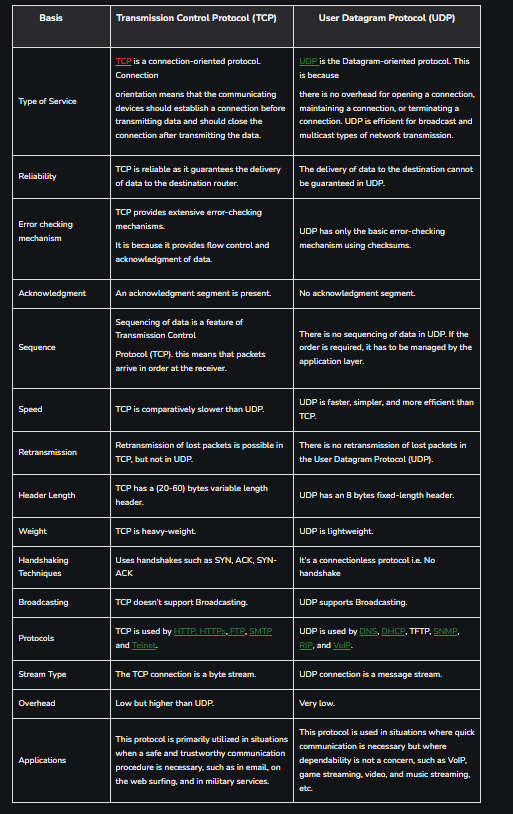 Basis
Transmission Control Protocol (TCP)
User Datagram Protocol (UDP)
Type of Service
TCP is a connection-oriented protocol.
Connection
orientation means that the communicating
devices should establish a connection before
transmitting data and should close the
connection after transmitting the data.
UDP is the Datagram-oriented protocol. This
is because
there is no overhead for opening a connection,
maintaining a connection, or terminating a
connection. UDP is efficient for broadcast and
multicast types of network transmission.
Reliability
TCP is reliable as it guarantees the delivery
of data to the destination router.
The delivery of data to the destination cannot
be guaranteed in UDP.
Error checking
mechanism
TCP provides extensive error-checking
mechanisms.
It is because it provides flow control and
acknowledgment of data.
UDP has only the basic error-checking
mechanism using checksums.
Acknowledgment
An acknowledgment segment is present.
No acknowledgment segment.
Sequence
Sequencing of data is a feature of
Transmission Control
Protocol (TCP). this means that packets
arrive in order at the receiver.
There is no sequencing of data in UDP. If the
order is required, it has to be managed by the
application layer.
Speed
TCP is comparatively slower than UDP.
UDP is faster, simpler, and more efficient than
TCP.
Retransmission
Retransmission of lost packets is possible in
TCP, but not in UDP.
There is no retransmission of lost packets in
the User Datagram Protocol (UDP).
Header Length
TCP has a (20-60) bytes variable length
header.
UDP has an 8 bytes fixed-length header.
Weight
TCP is heavy-weight.
UDP is lightweight.
Handshaking
Techniques
Uses handshakes such as SYN, ACK, SYN-
ACK
It's a connectionless protocol i.e. No
handshake
Broadcasting
TCP doesn't support Broadcasting.
UDP supports Broadcasting.
Protocols
TCP is used by HTTP, HTTPs, FTP, SMTP
and Telnet.
UDP is used by DNS, DHCP, TFTP, SNMP,
RIP, and VoIP.
Stream Type
The TCP connection is a byte stream.
UDP connection is a message stream.
Overhead
Low but higher than UDP.
Very low.
Applications
This protocol is primarily utilized in situations
when a safe and trustworthy communication
procedure is necessary, such as in email, on
the web surfing, and in military services.
This protocol is used in situations where quick
communication is necessary but where
dependability is not a concern, such as VoIP,
game streaming, video, and music streaming,
etc.